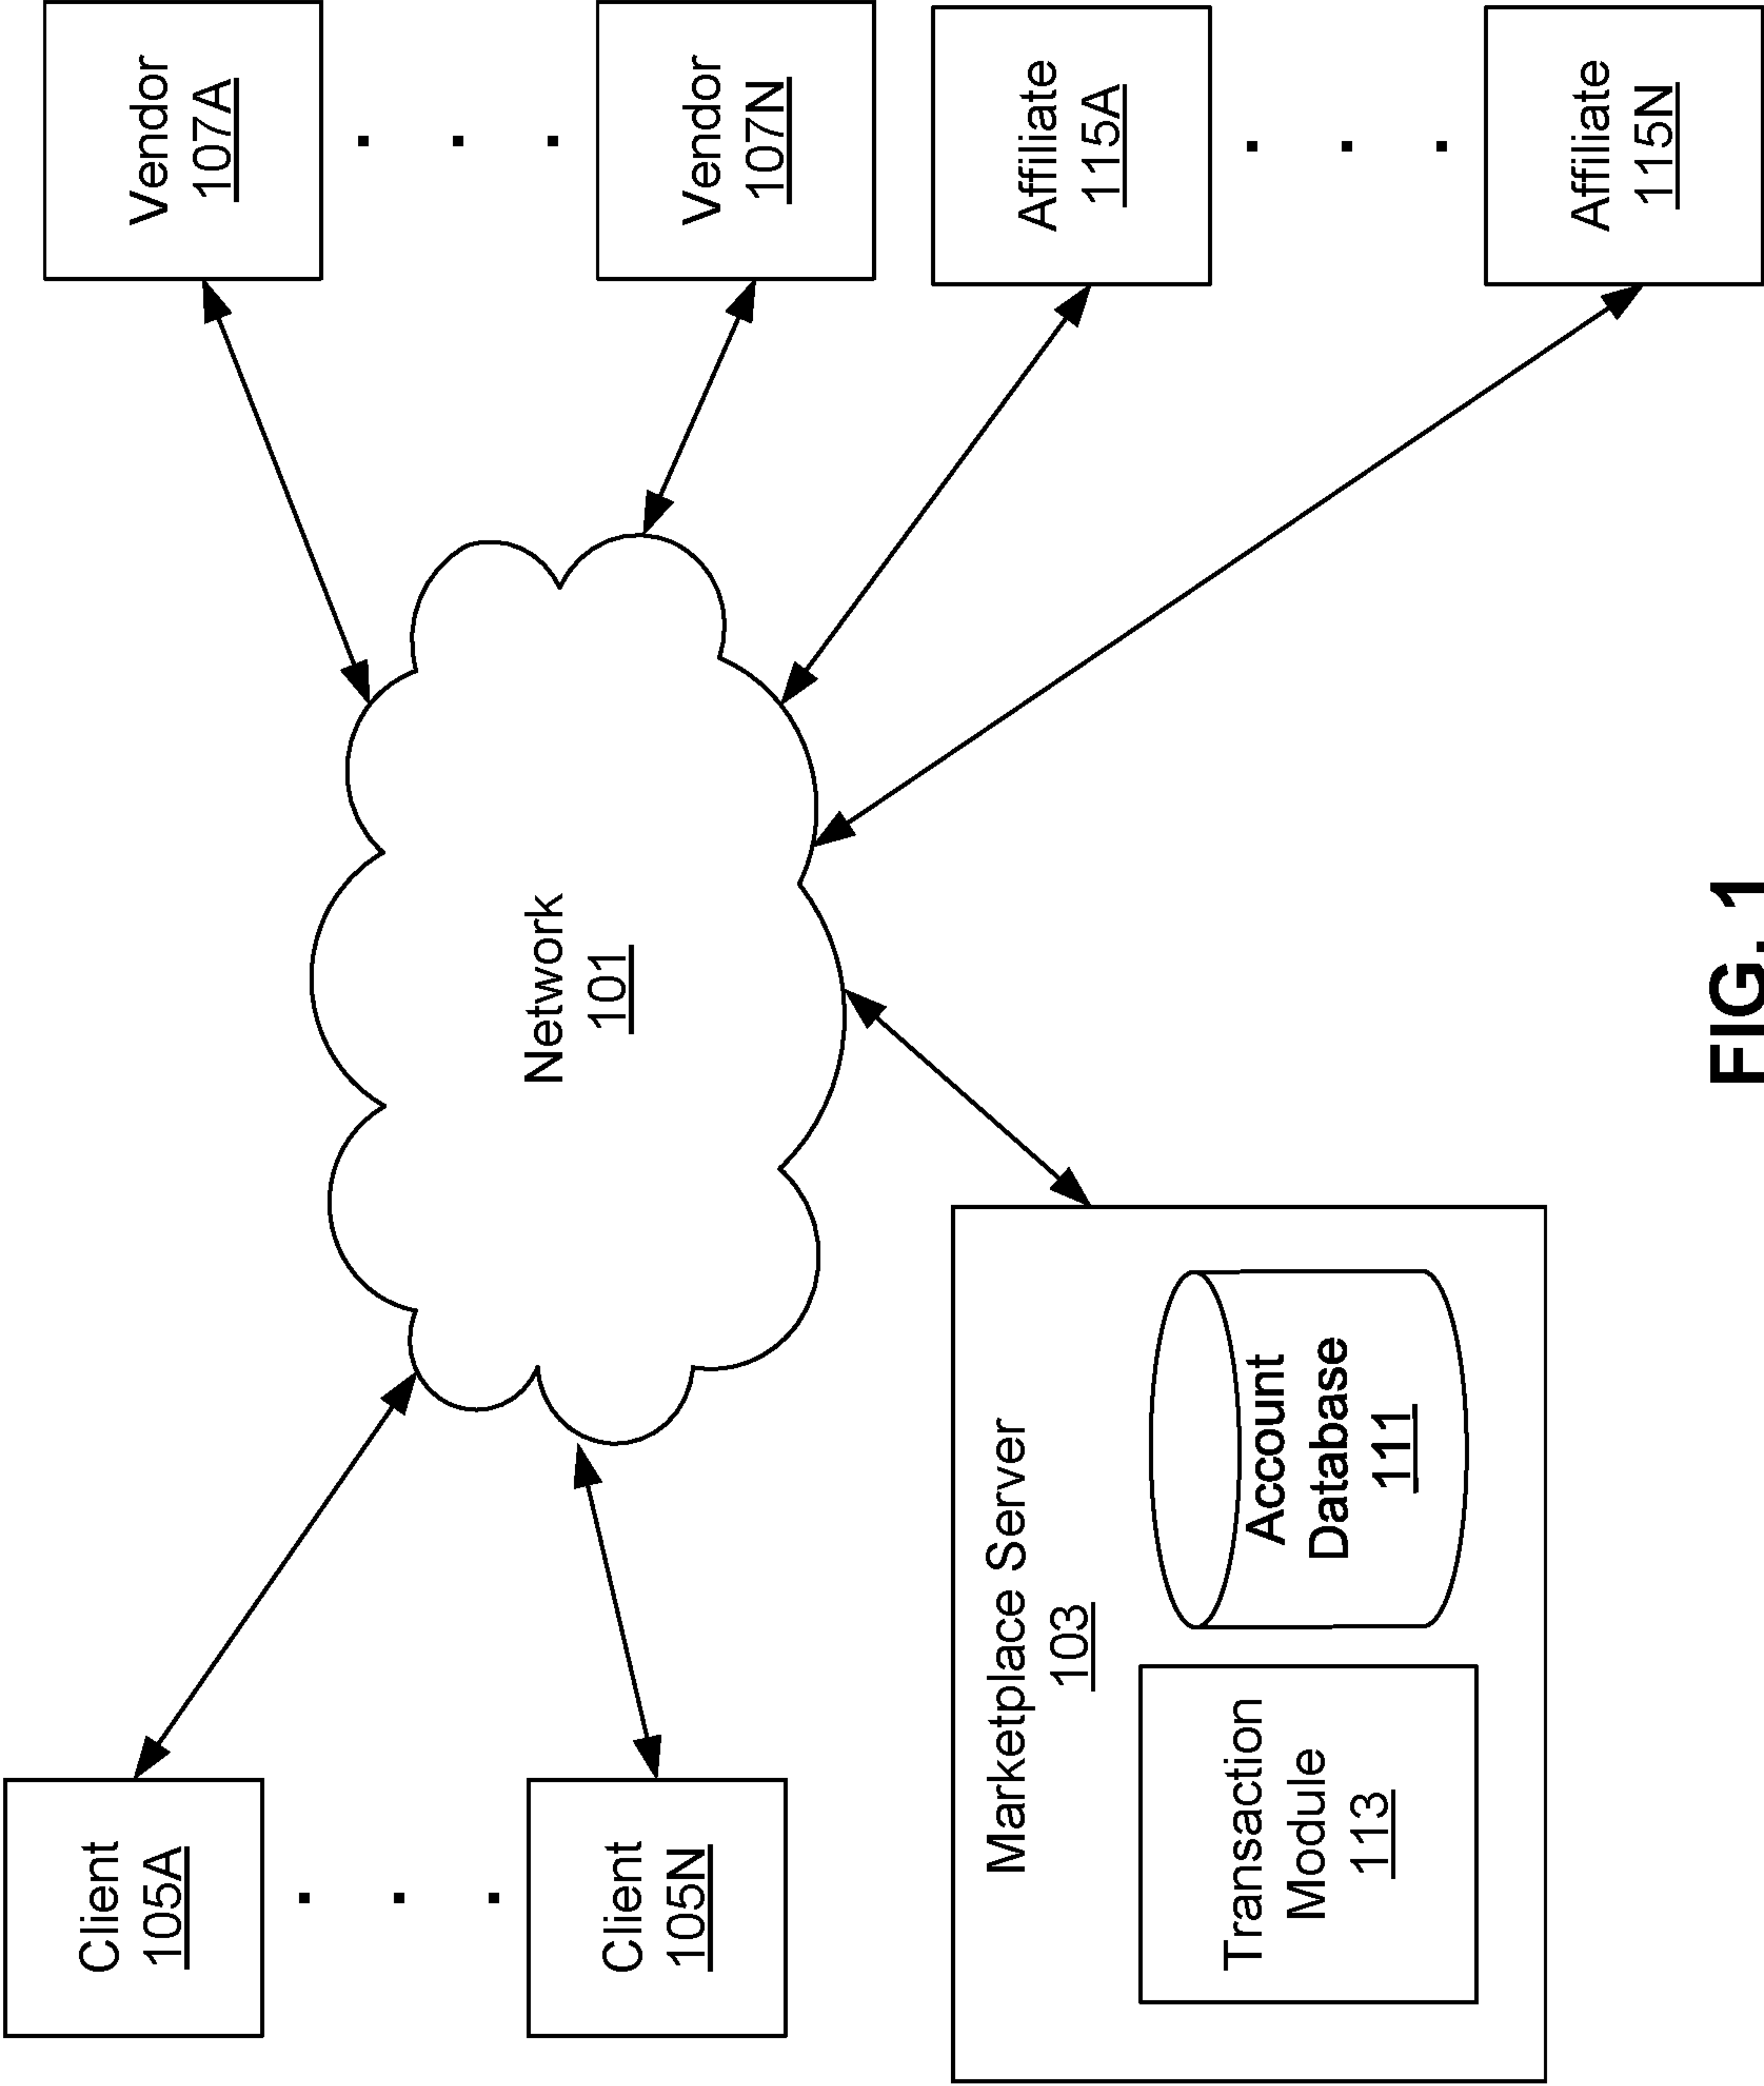 Client
105A
Client
105N
Network
101
Vendor
107A
Vendor
107N
Affiliate
115A
Affiliate
115N
Marketplace Server
103
Transaction
Module
113
Account
Database
111
FIG. 1